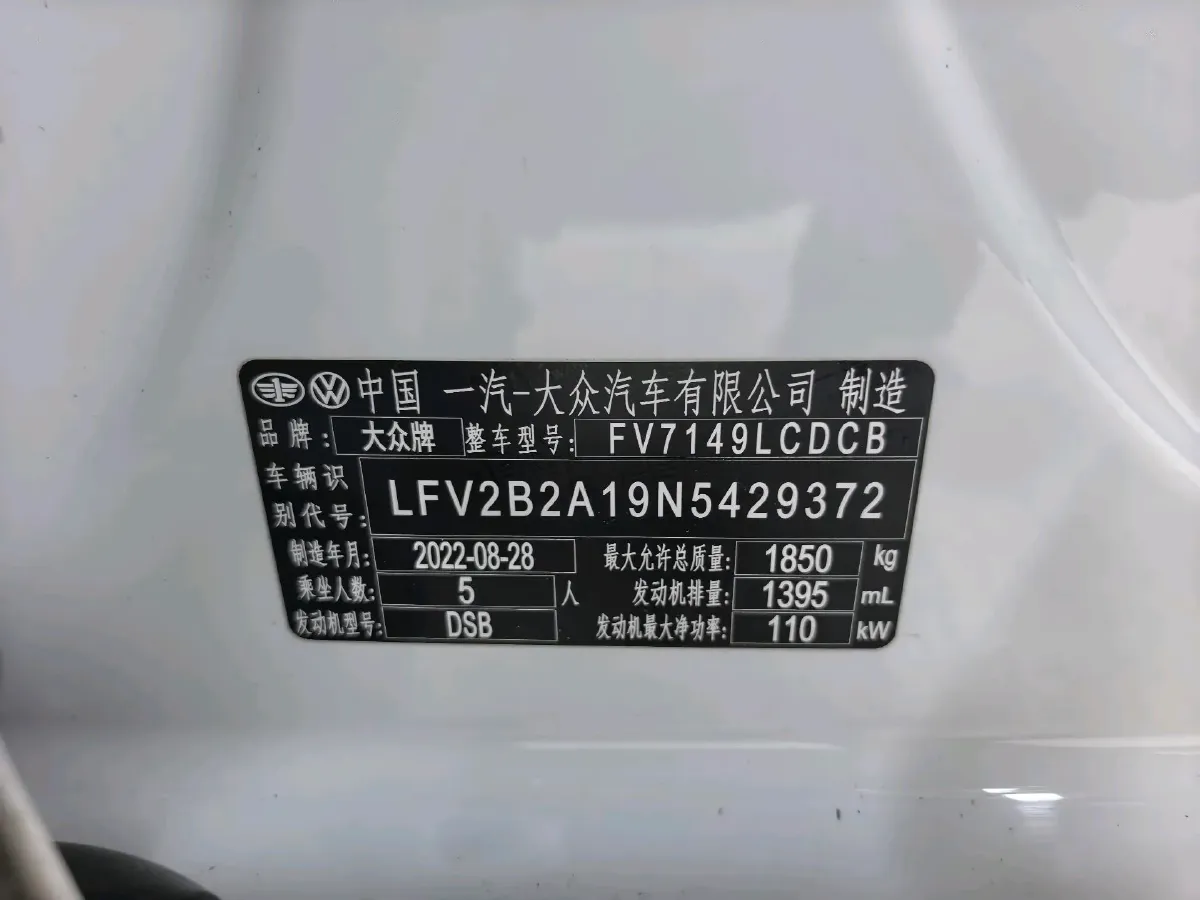 中国 一汽-大众汽车有限公司 制造
品牌: 大众牌 整车型号: FV7149LCDCB
车辆识别代号: LFV2B2A19N5429372
制造年月: 2022-08-28 最大允许总质量: 1850 kg
乘坐人数: 5 人 发动机排量: 1395 mL
发动机型号: DSB 发动机最大净功率: 110 kW